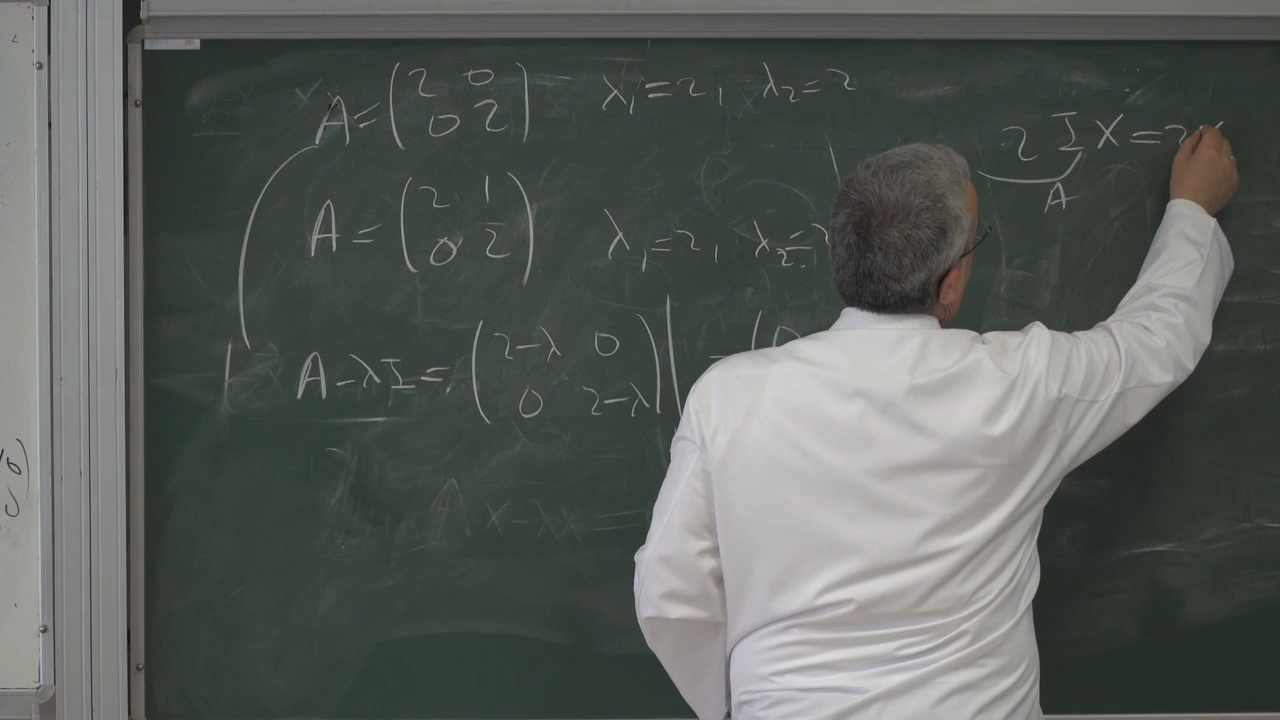 A = (2 0
0 2) λ₁ = 2, λ₂ = 2
2 I X = 2
A
A = (2 1
0 2) λ₁ = 2, λ₂ =
A - λI = (2-λ 0
0 2-λ) | = (0
A x - λx =